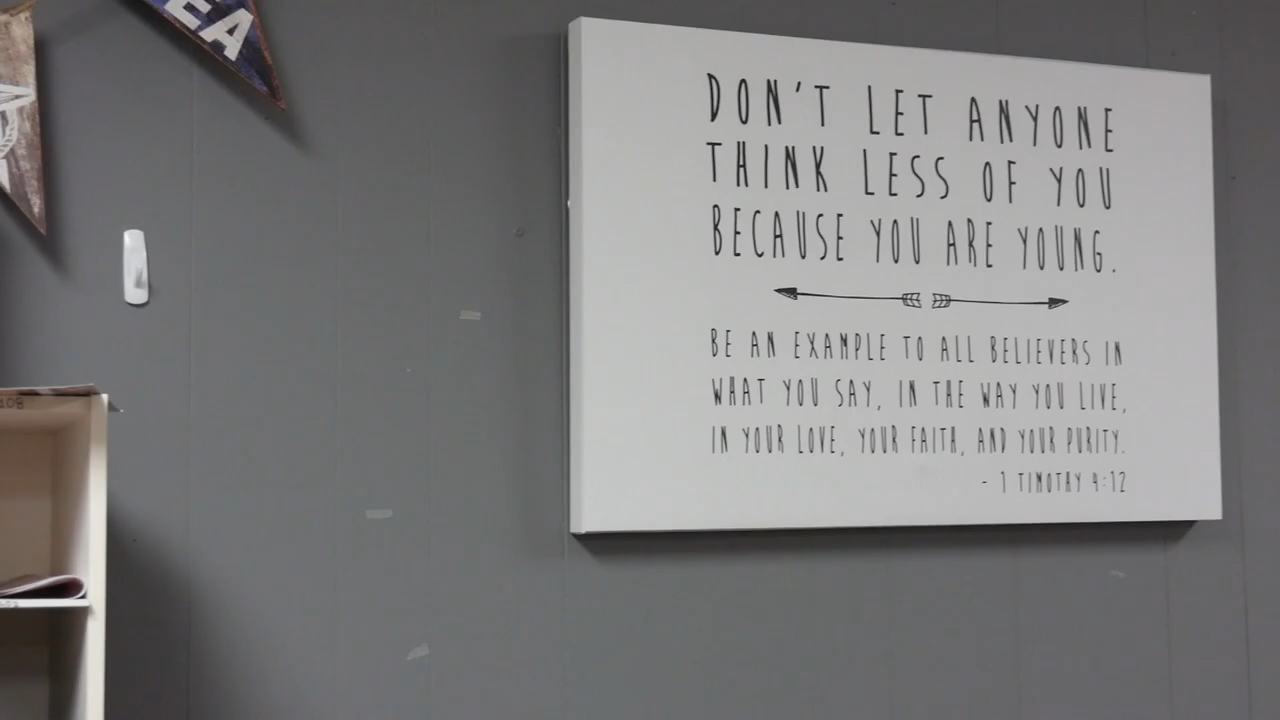 EA
DON'T LET ANYONE
THINK LESS OF YOU
BECAUSE YOU ARE YOUNG.
BE AN EXAMPLE TO ALL BELIEVERS IN
WHAT YOU SAY, IN THE WAY YOU LIVE,
IN YOUR LOVE, YOUR FAITH, AND YOUR PURITY.
- 1 TIMOTHY 4:12
108